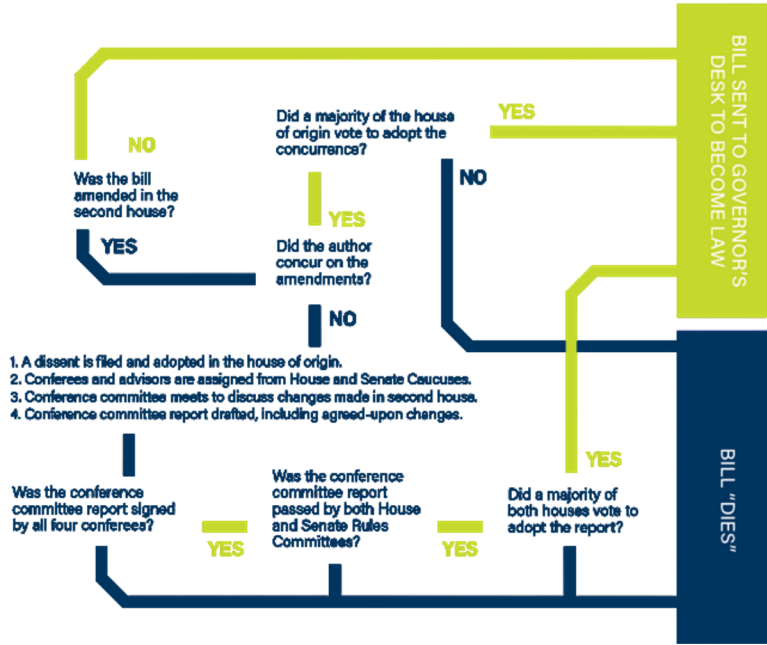 NO
Was the bill
amended in the
second house?
YES
Did a majority of the house
of origin vote to adopt the
concurrence?
YES
NO
YES
Did the author
concur on the
amendments?
NO
1. A dissent is filed and adopted in the house of origin.
2. Conferees and advisors are assigned from House and Senate Caucuses.
3. Conference committee meets to discuss changes made in second house.
4. Conference committee report drafted, including agreed-upon changes.
Was the conference
committee report signed
by all four conferees?
YES
Was the conference
committee report
passed by both House
and Senate Rules
Committees?
YES
Did a majority of
both houses vote to
adopt the report?
YES
BILL SENT TO GOVERNOR'S
DESK TO BECOME LAW
BILL "DIES"